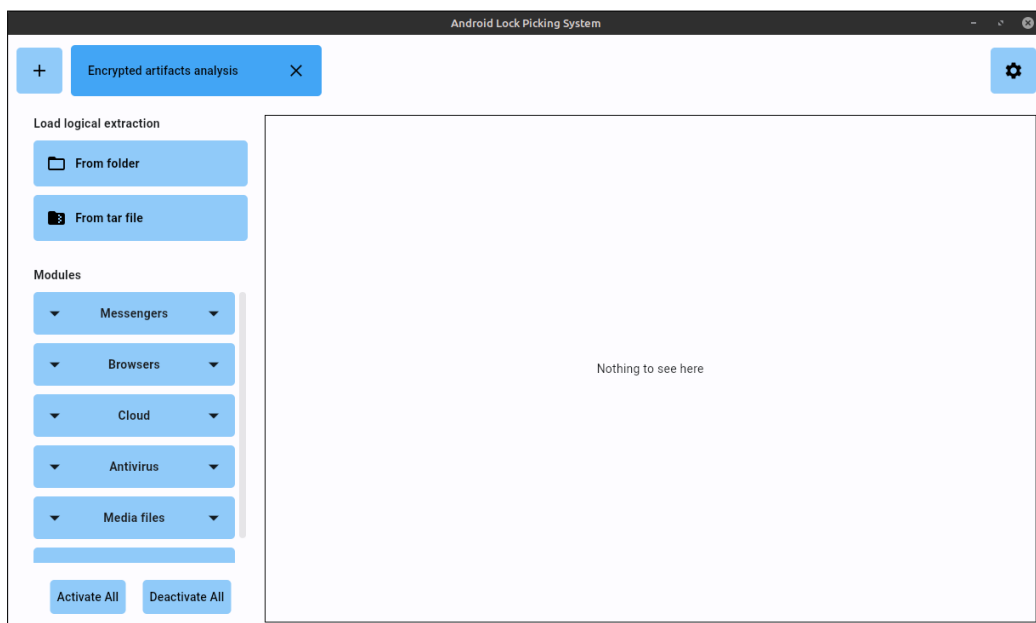 Android Lock Picking System
Encrypted artifacts analysis
Load logical extraction
From folder
From tar file
Modules
Messengers
Browsers
Cloud
Antivirus
Media files
Activate All
Deactivate All
Nothing to see here